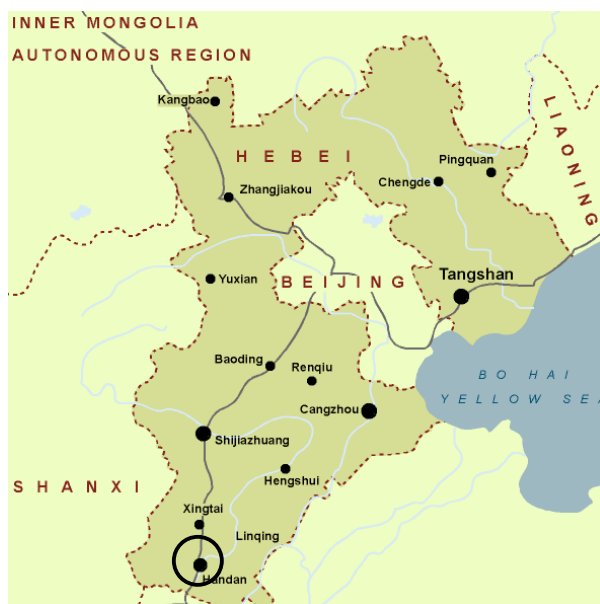 INNER MONGOLIA
AUTONOMOUS REGION
Kangbao
LIAONING
HEBEI
Pingquan
Chengde
Zhangjiakou
Yuxian
BEIJING
Tangshan
Baoding
Renqiu
BO HAI
YELLOW SEA
Cangzhou
Shijiazhuang
Hengshui
SHANXI
Xingtai
Linqing
Handan